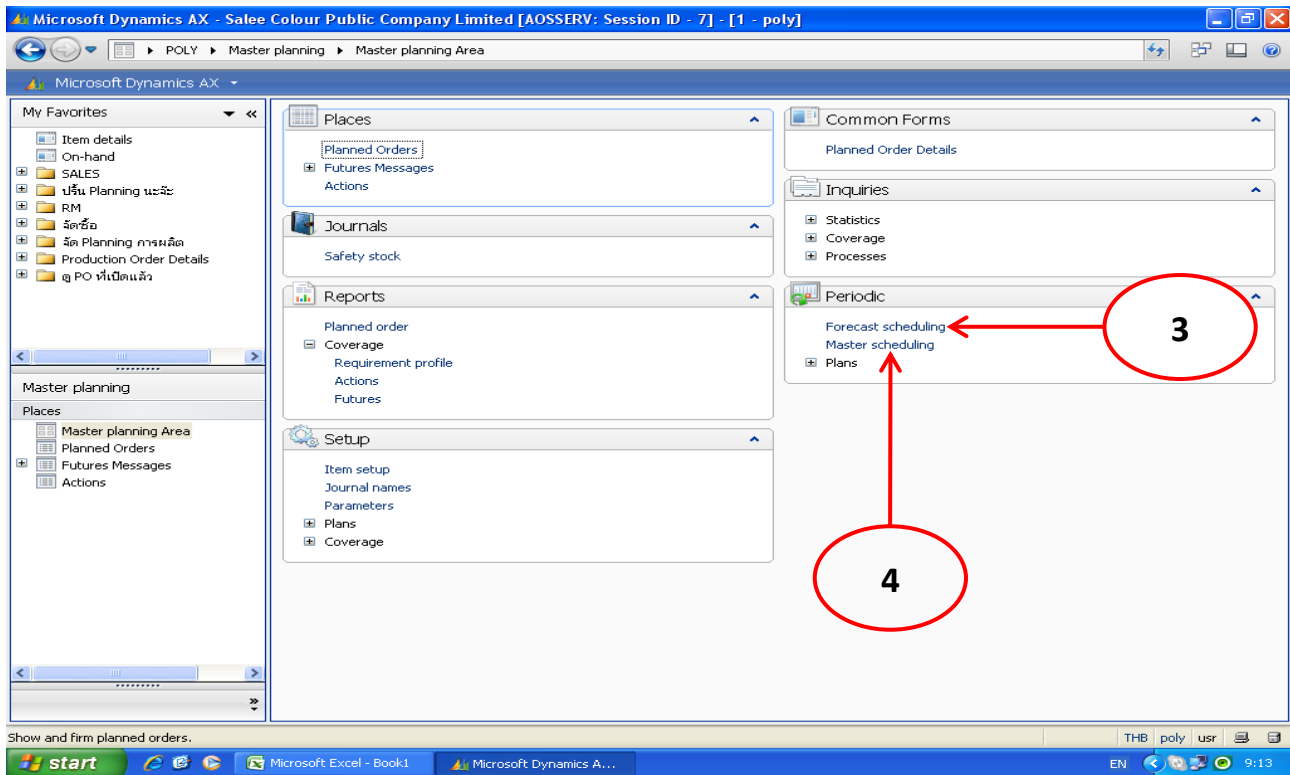 Microsoft Dynamics AX - Salee Colour Public Company Limited [AOSSERV: Session ID - 7] - [1 - poly]
POLY Master planning Master planning Area
Microsoft Dynamics AX
My Favorites
Item details
On-hand
SALES
ปริ้น Planning นะจ๊ะ
RM
จัดซื้อ
จัด Planning การผลิต
Production Order Details
ดู PO ที่เปิดแล้ว
Master planning
Places
Master planning Area
Planned Orders
Futures Messages
Actions
Places
Planned Orders
Futures Messages
Actions
Journals
Safety stock
Reports
Planned order
Coverage
Requirement profile
Actions
Futures
Setup
Item setup
Journal names
Parameters
Plans
Coverage
Common Forms
Planned Order Details
Inquiries
Statistics
Coverage
Processes
Periodic
Forecast scheduling
Master scheduling
Plans
3
4
Show and firm planned orders.
THB poly usr
start
Microsoft Excel - Book1
Microsoft Dynamics A...
EN
9:13